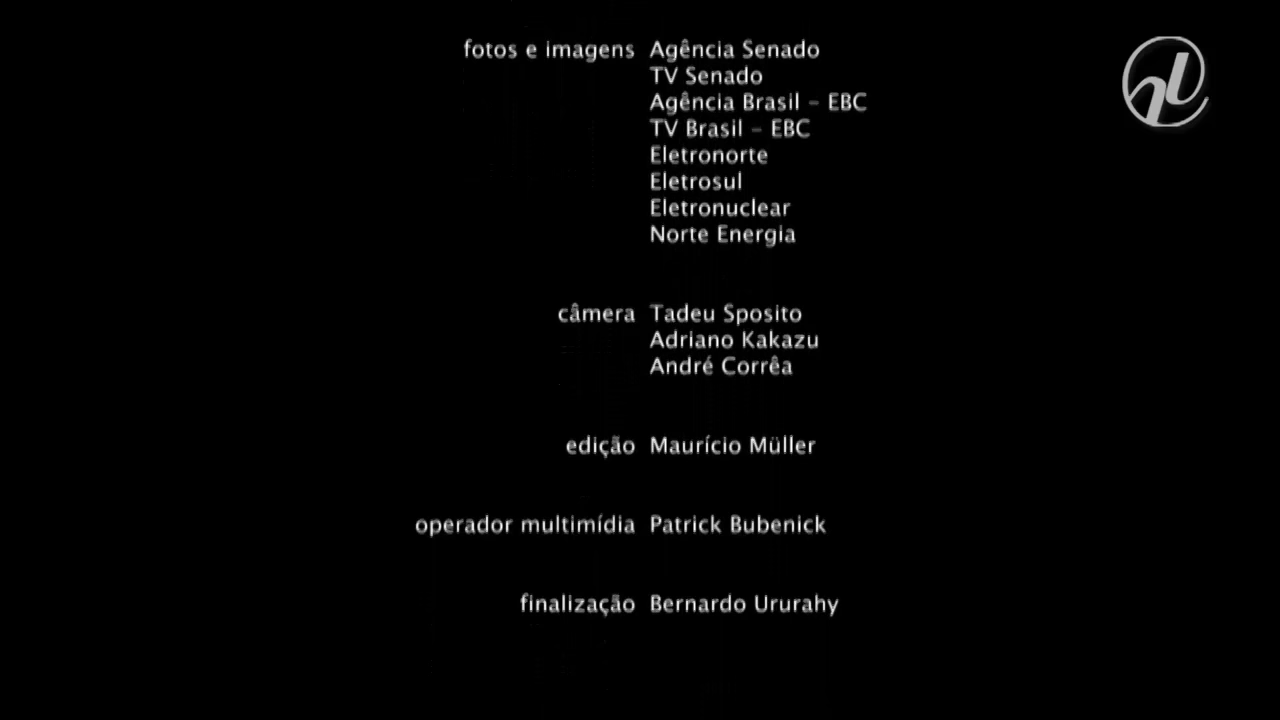 fotos e imagens Agência Senado
TV Senado
Agência Brasil – EBC
TV Brasil – EBC
Eletronorte
Eletrosul
Eletronuclear
Norte Energia
câmera Tadeu Sposito
Adriano Kakazu
André Corrêa
edição Maurício Müller
operador multimídia Patrick Bubenick
finalização Bernardo Ururahy